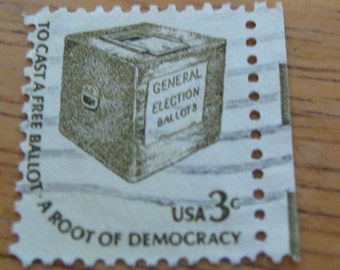 TO CAST A FREE BALLOT · A ROOT OF DEMOCRACY
GENERAL
ELECTION
BALLOTS
USA 3c